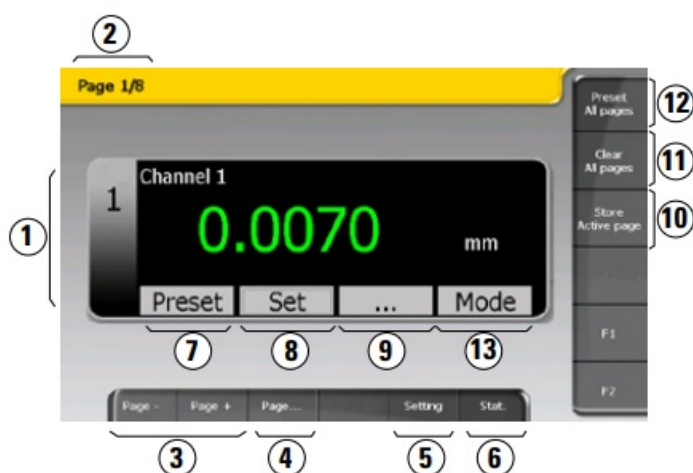 2
Page 1/8
Preset
All pages
12
Clear
All pages
11
Store
Active page
10
1
1
Channel 1
0.0070 mm
Preset Set ... Mode
7 8 9 13
F1
F2
Page - Page + Page... Setting Stat.
3 4 5 6